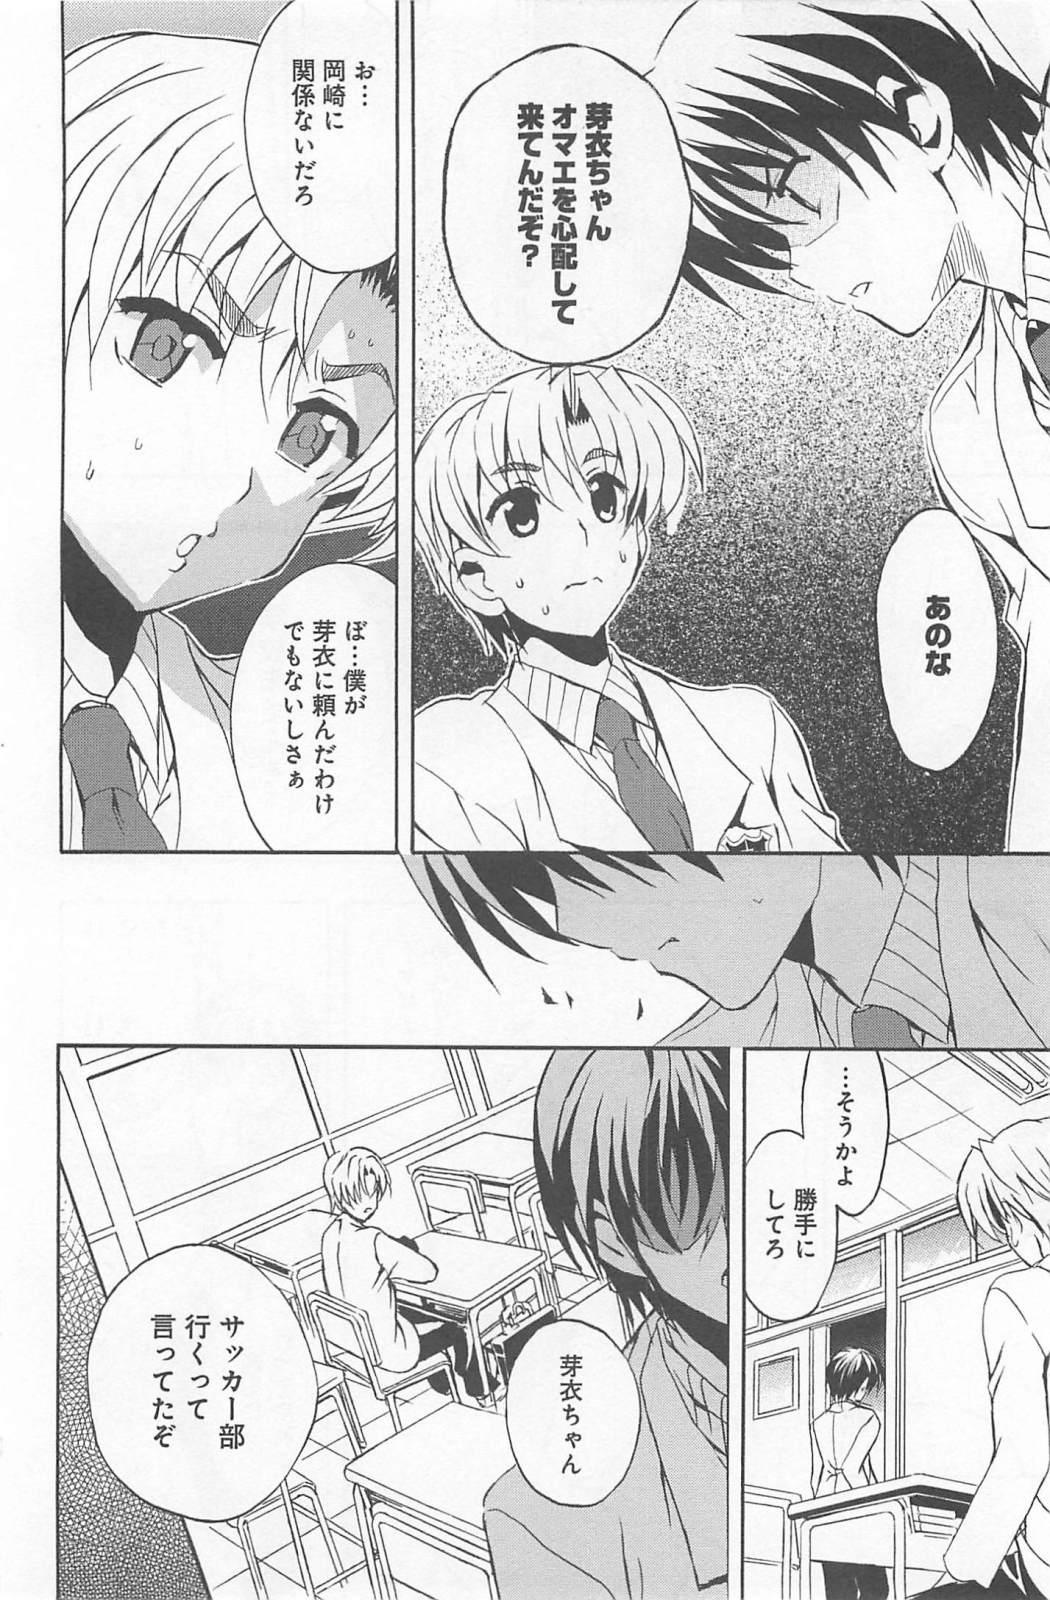 あのな
芽衣ちゃん
オマエを心配して
来てんだぞ?
お…
岡崎に
関係ないだろ
ぼ…僕が
芽衣に頼んだわけ
でもないしさぁ
…そうかよ
勝手に
してろ
芽衣ちゃん
サッカー部
行くって
言ってたぞ